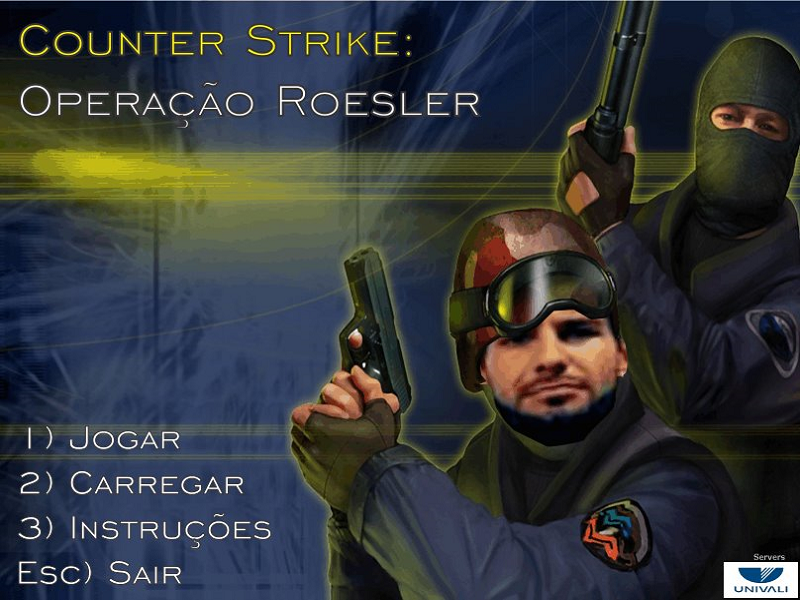 Counter Strike:
Operação Roesler
1) Jogar
2) Carregar
3) Instruções
Esc) Sair
Servers
UNIVALI